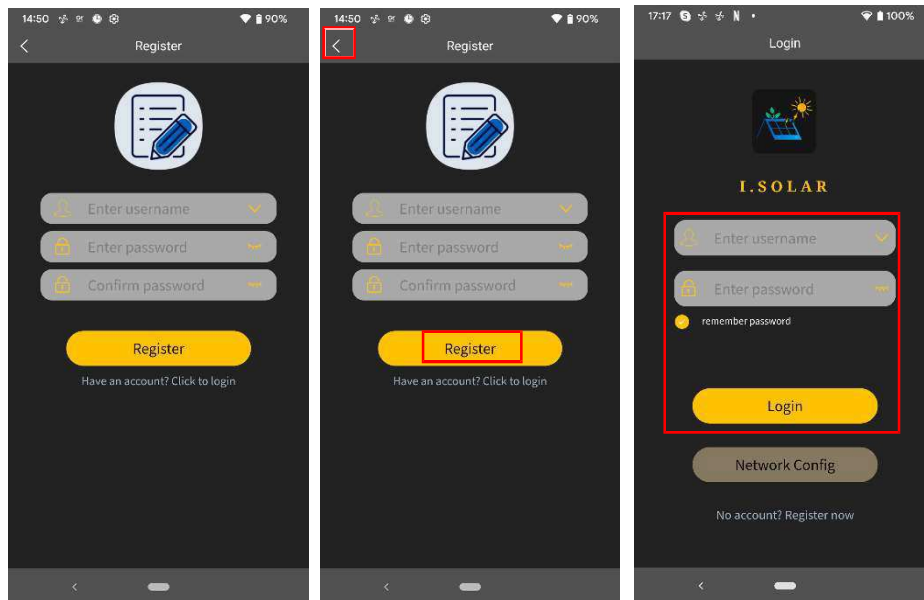 14:50 90%
Register
Enter username
Enter password
Confirm password
Register
Have an account? Click to login
14:50 90%
Register
Enter username
Enter password
Confirm password
Register
Have an account? Click to login
17:17 S N 100%
Login
I.SOLAR
Enter username
Enter password
remember password
Login
Network Config
No account? Register now